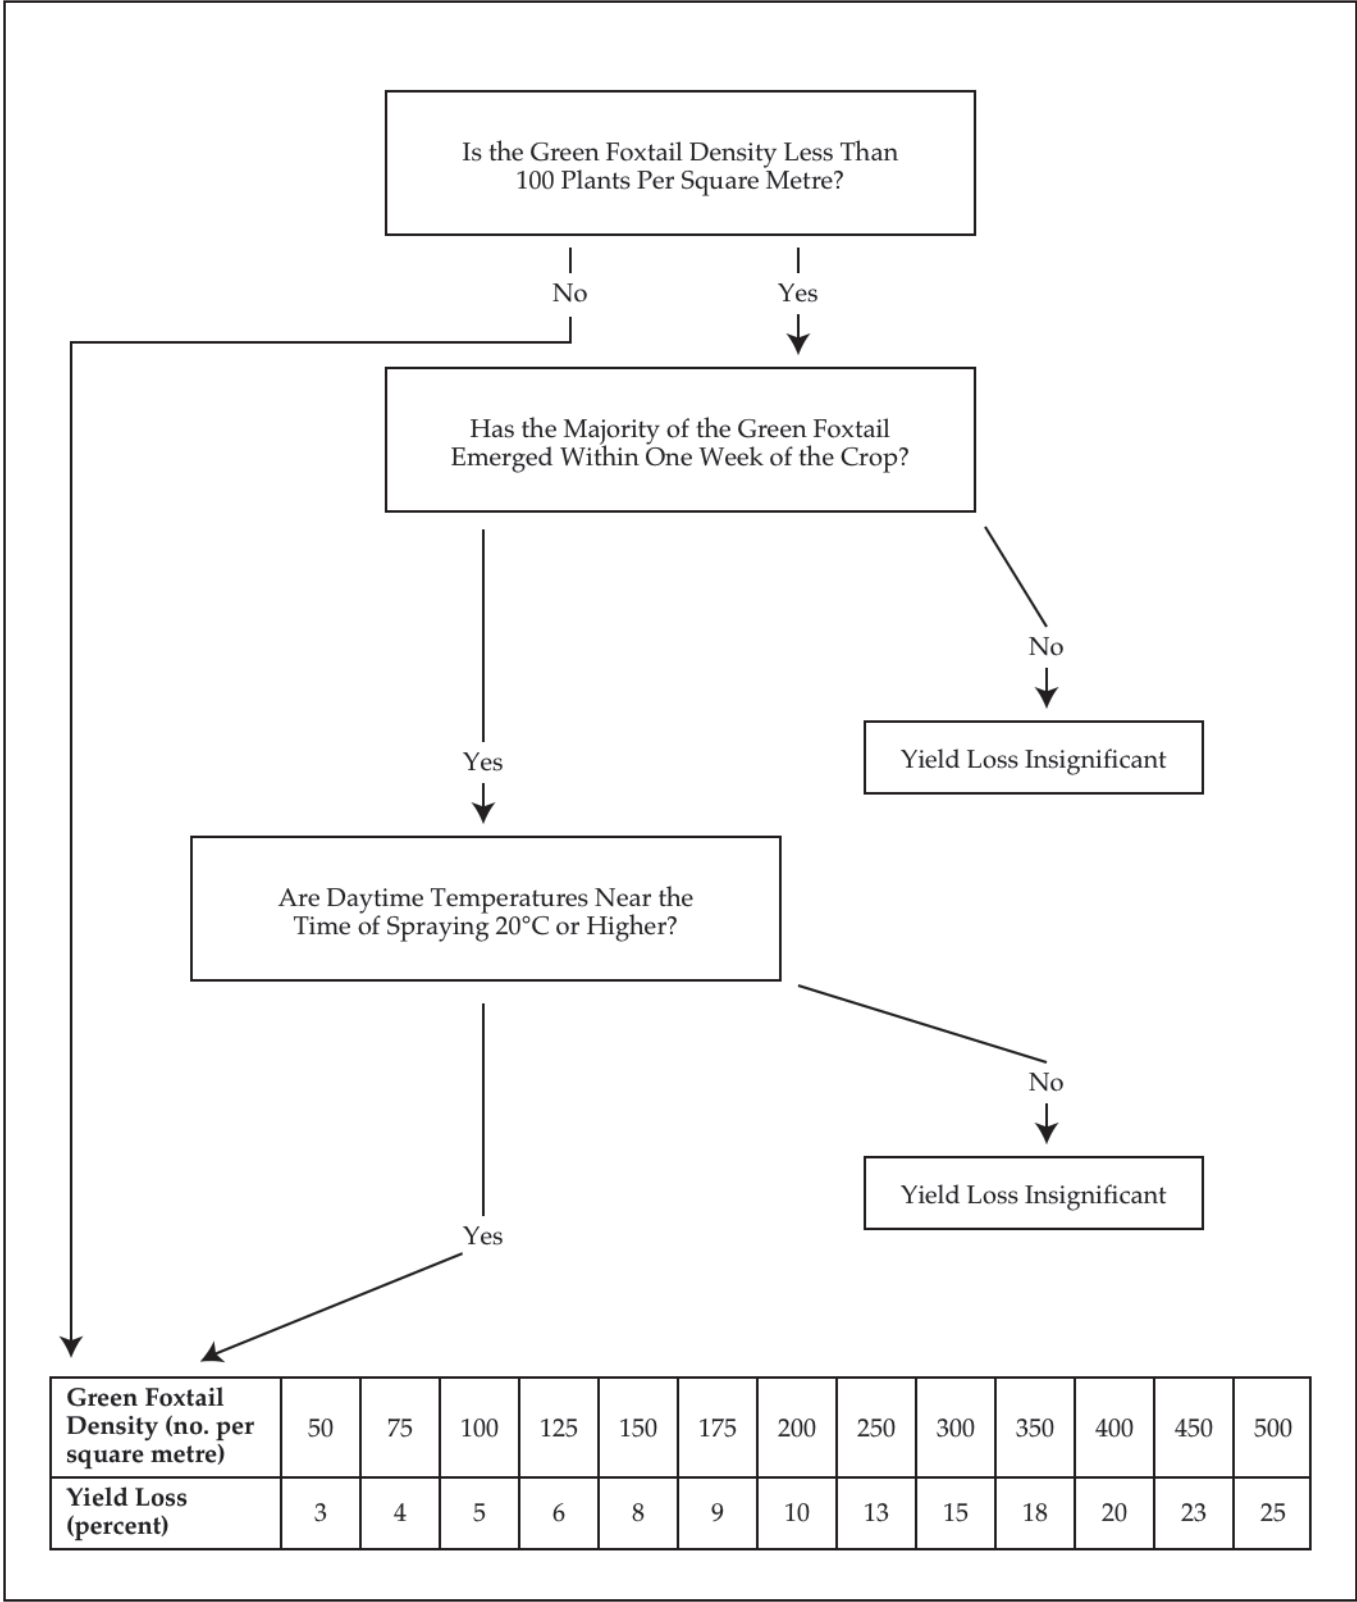 Is the Green Foxtail Density Less Than
100 Plants Per Square Metre?
No
Yes
Has the Majority of the Green Foxtail
Emerged Within One Week of the Crop?
No
Yield Loss Insignificant
Yes
Are Daytime Temperatures Near the
Time of Spraying 20°C or Higher?
No
Yield Loss Insignificant
Yes
Green Foxtail
Density (no. per
square metre)
50 75 100 125 150 175 200 250 300 350 400 450 500
Yield Loss
(percent)
3 4 5 6 8 9 10 13 15 18 20 23 25